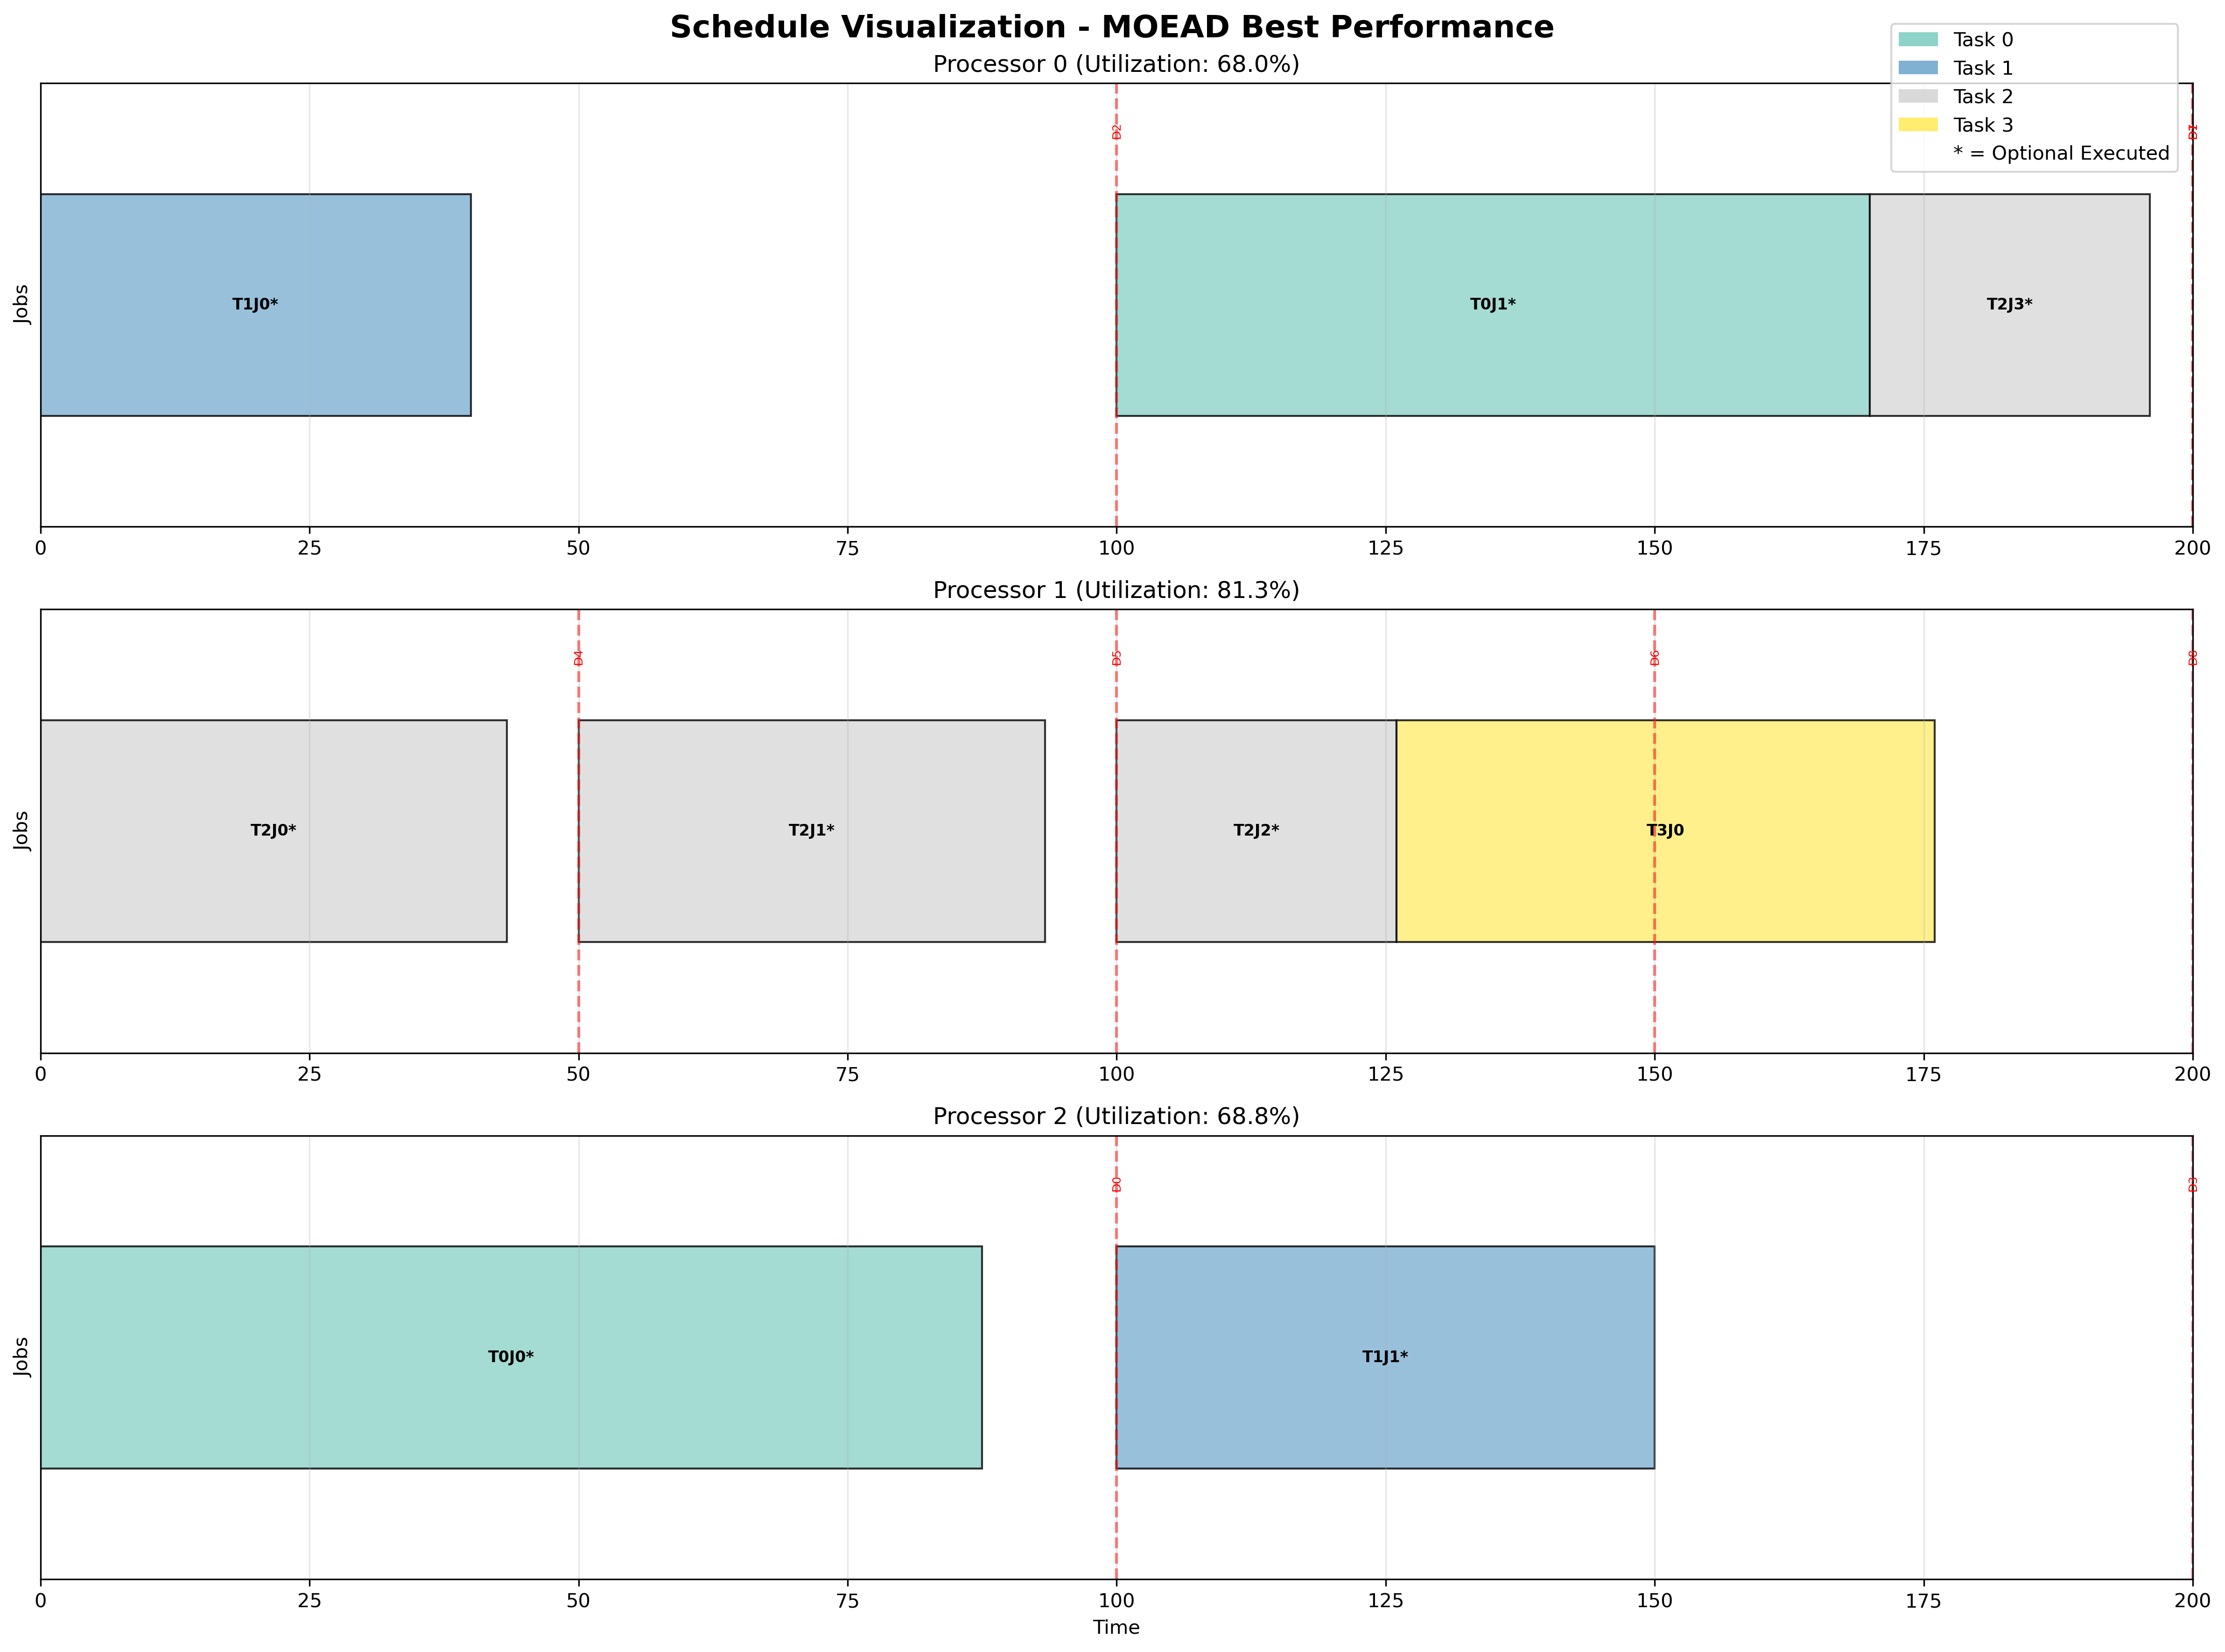 Schedule Visualization - MOEAD Best Performance
Processor 0 (Utilization: 68.0%)
Task 0
Task 1
Task 2
Task 3
* = Optional Executed
D2
Jobs
T1J0*
T0J1*
T2J3*
0 25 50 75 100 125 150 175 200
Processor 1 (Utilization: 81.3%)
D4 D5 D6 D8
Jobs
T2J0*
T2J1*
T2J2*
T3J0
0 25 50 75 100 125 150 175 200
Processor 2 (Utilization: 68.8%)
D0 D3
Jobs
T0J0*
T1J1*
0 25 50 75 100 125 150 175 200
Time